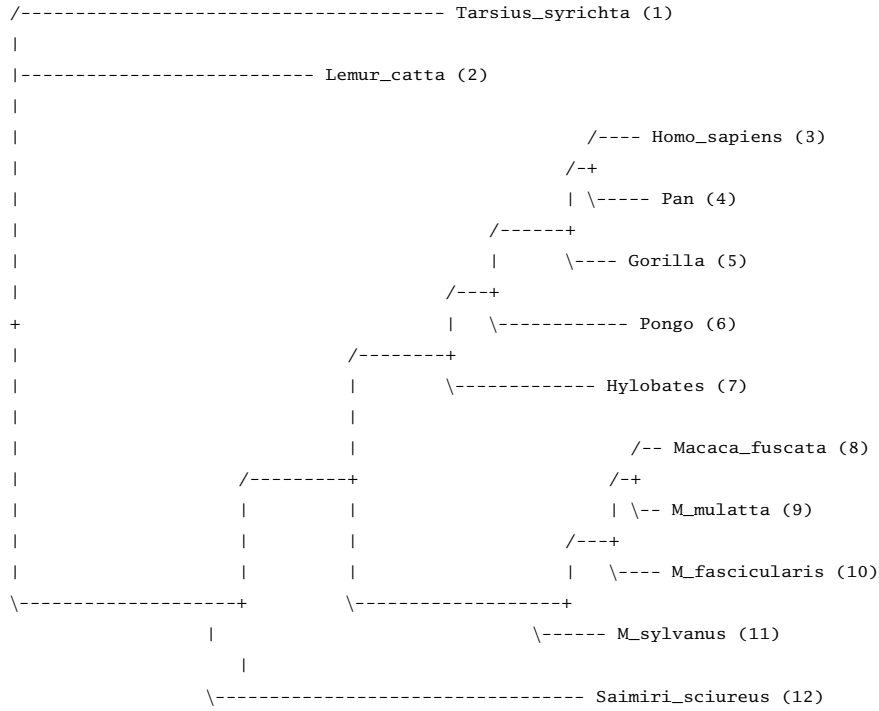 Tarsius_syrichta (1)
Lemur_catta (2)
Homo_sapiens (3)
Pan (4)
Gorilla (5)
Pongo (6)
Hylobates (7)
Macaca_fuscata (8)
M_mulatta (9)
M_fascicularis (10)
M_sylvanus (11)
Saimiri_sciureus (12)